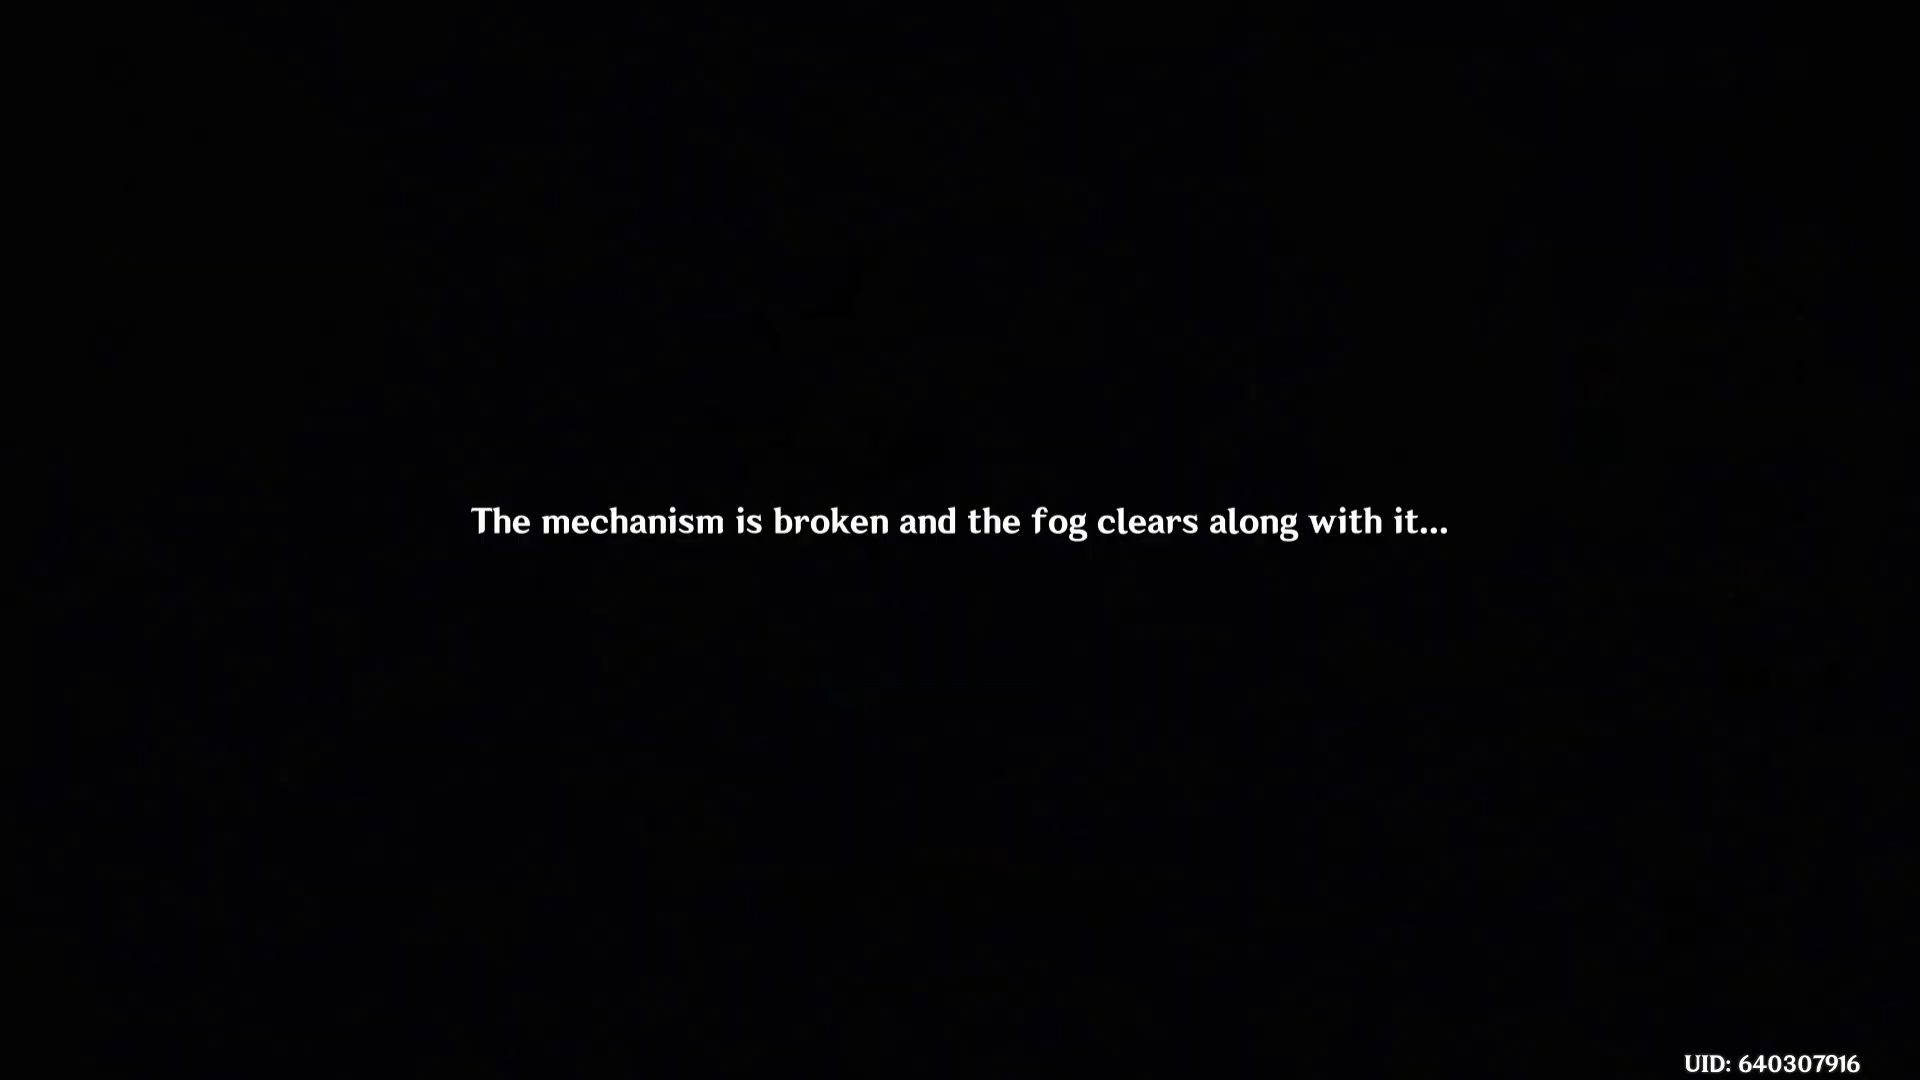 The mechanism is broken and the fog clears along with it...
UID: 640307916